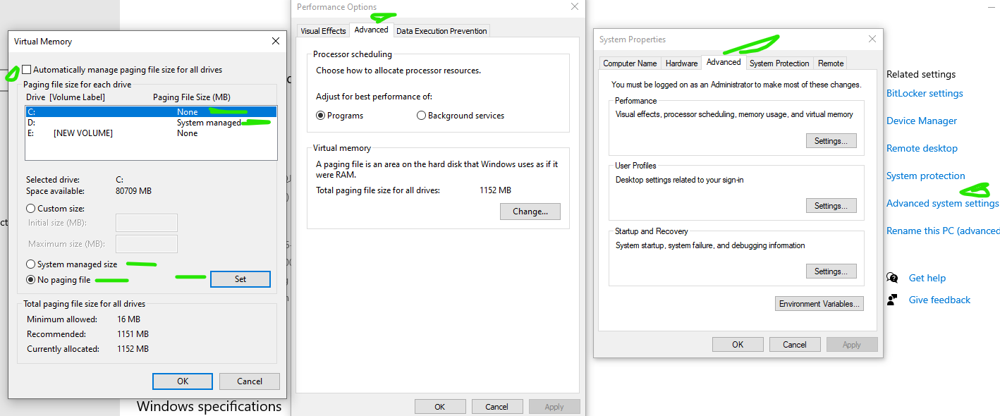 Virtual Memory
Automatically manage paging file size for all drives
Paging file size for each drive
Drive [Volume Label] Paging File Size (MB)
C: None
D: System managed
E: [NEW VOLUME] None
Selected drive: C:
Space available: 80709 MB
Custom size:
Initial size (MB):
Maximum size (MB):
System managed size
No paging file
Set
Total paging file size for all drives
Minimum allowed: 16 MB
Recommended: 1151 MB
Currently allocated: 1152 MB
OK Cancel
Windows specifications
Performance Options
Visual Effects Advanced Data Execution Prevention
Processor scheduling
Choose how to allocate processor resources.
Adjust for best performance of:
Programs Background services
Virtual memory
A paging file is an area on the hard disk that Windows uses as if it
were RAM.
Total paging file size for all drives: 1152 MB
Change...
OK Cancel Apply
System Properties
Computer Name Hardware Advanced System Protection Remote
You must be logged on as an Administrator to make most of these changes.
Performance
Visual effects, processor scheduling, memory usage, and virtual memory
Settings...
User Profiles
Desktop settings related to your sign-in
Settings...
Startup and Recovery
System startup, system failure, and debugging information
Settings...
Environment Variables...
OK Cancel Apply
Related settings
BitLocker settings
Device Manager
Remote desktop
System protection
Advanced system settings
Rename this PC (advanced
Get help
Give feedback